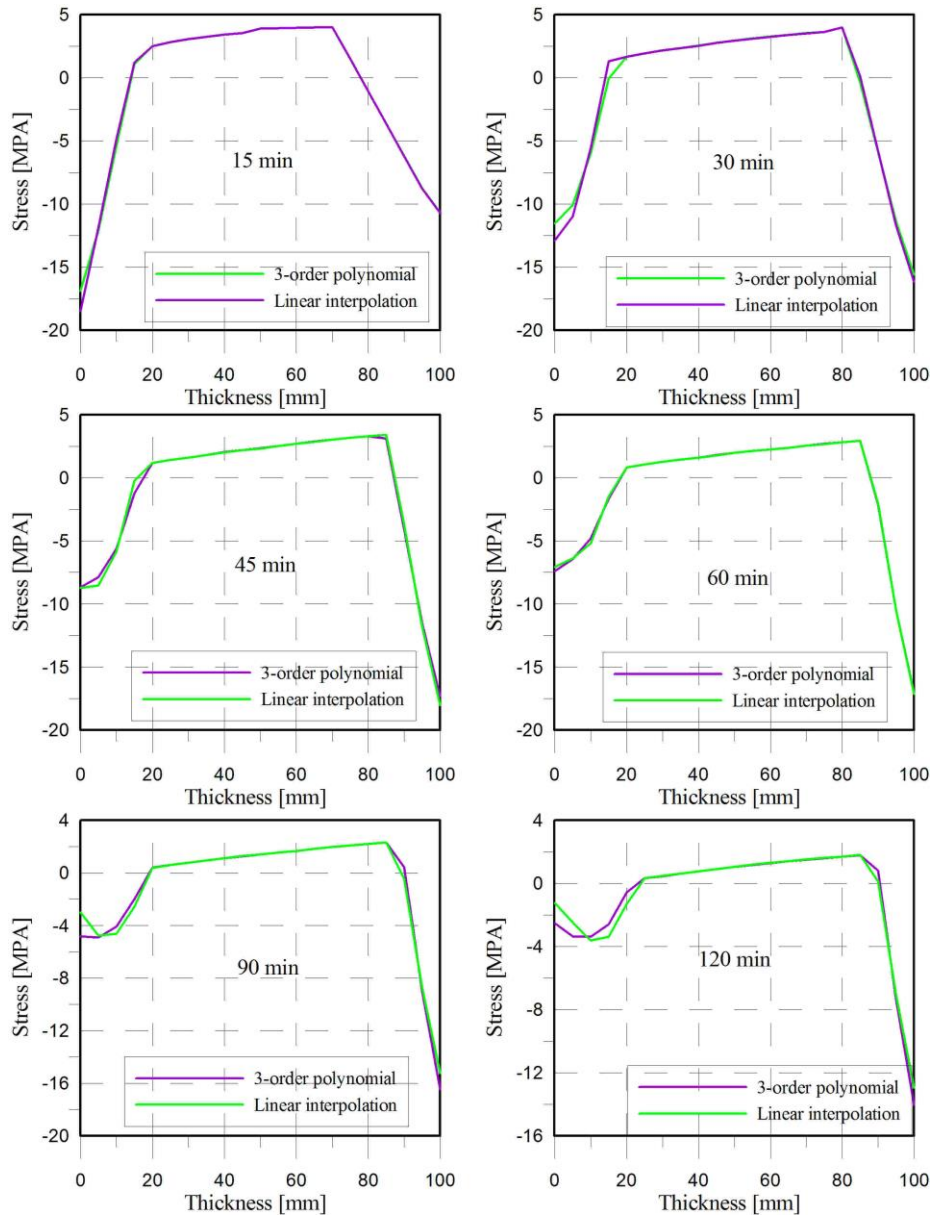 5
0
-5
-10
-15
-20
Stress [MPA]
15 min
3-order polynomial
Linear interpolation
0 20 40 60 80 100
Thickness [mm]
5
0
-5
-10
-15
-20
Stress [MPA]
30 min
3-order polynomial
Linear interpolation
0 20 40 60 80 100
Thickness [mm]
5
0
-5
-10
-15
-20
Stress [MPA]
45 min
3-order polynomial
Linear interpolation
0 20 40 60 80 100
Thickness [mm]
5
0
-5
-10
-15
-20
Stress [MPA]
60 min
3-order polynomial
Linear interpolation
0 20 40 60 80 100
Thickness [mm]
4
0
-4
-8
-12
-16
-20
Stress [MPA]
90 min
3-order polynomial
Linear interpolation
0 20 40 60 80 100
Thickness [mm]
4
0
-4
-8
-12
-16
Stress [MPA]
120 min
3-order polynomial
Linear interpolation
0 20 40 60 80 100
Thickness [mm]